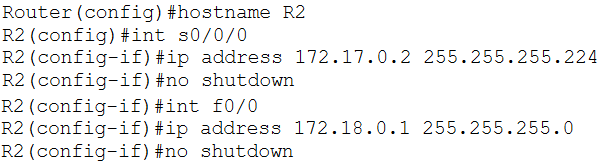 Router(config)#hostname R2
R2(config)#int s0/0/0
R2(config-if)#ip address 172.17.0.2 255.255.255.224
R2(config-if)#no shutdown
R2(config-if)#int f0/0
R2(config-if)#ip address 172.18.0.1 255.255.255.0
R2(config-if)#no shutdown